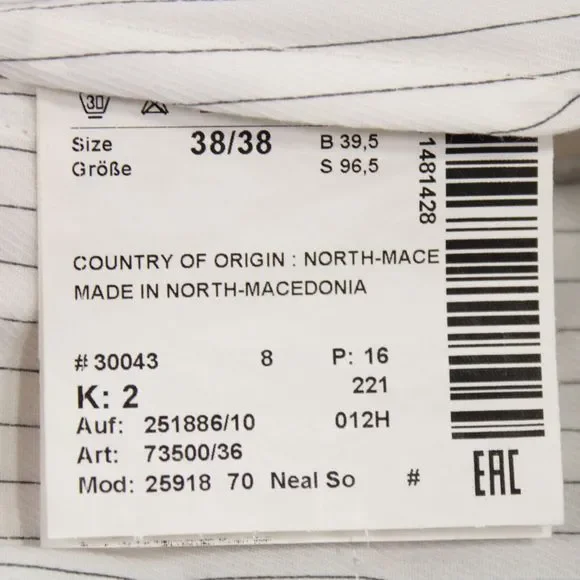 30
Size 38/38 B 39,5
Größe S 96,5
1481428
COUNTRY OF ORIGIN : NORTH-MACE
MADE IN NORTH-MACEDONIA
# 30043 8 P: 16
K: 2 221
Auf: 251886/10 012H
Art: 73500/36
Mod: 25918 70 Neal So #
EAC